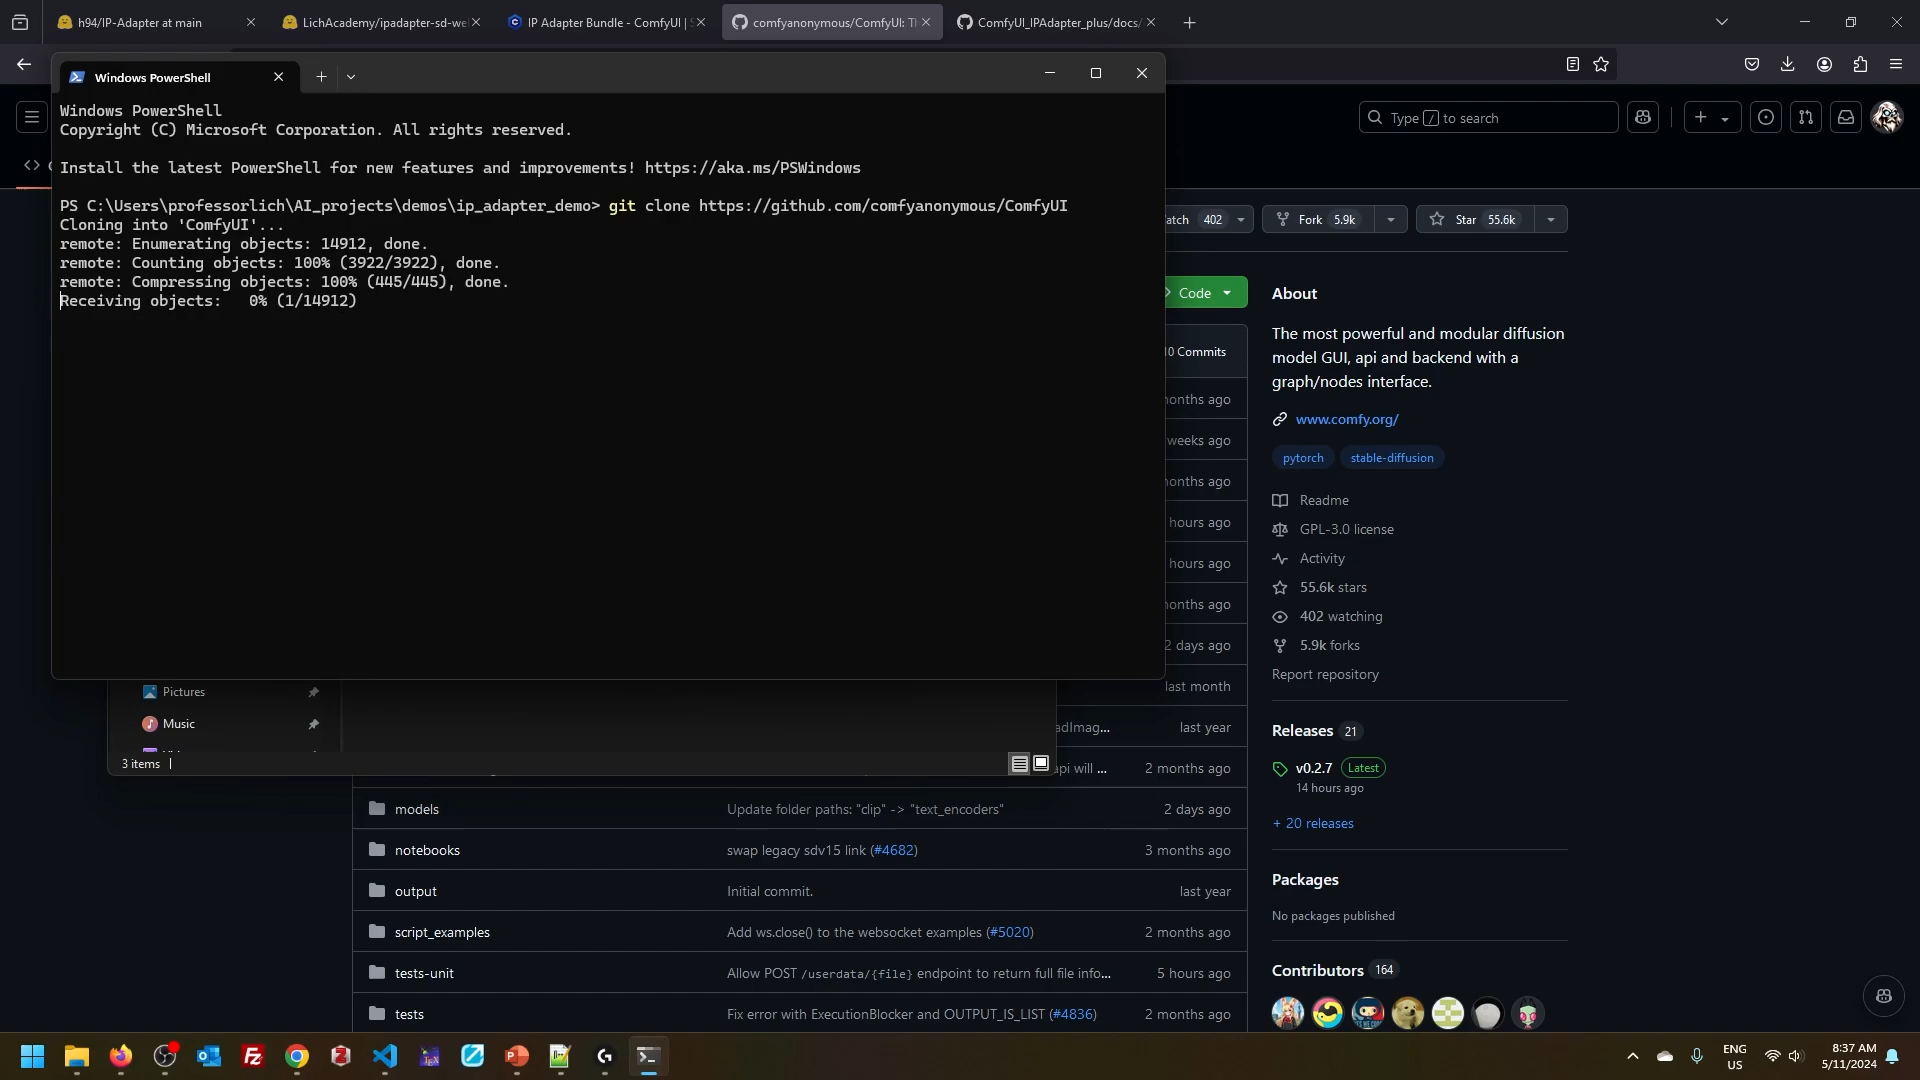 h94/IP-Adapter at main
LichAcademy/ipadapter-sd-we
IP Adapter Bundle - ComfyUI | S
comfyanonymous/ComfyUI: Th
ComfyUI_IPAdapter_plus/docs/
Windows PowerShell
Windows PowerShell
Copyright (C) Microsoft Corporation. All rights reserved.
Install the latest PowerShell for new features and improvements! https://aka.ms/PSWindows
PS C:\Users\professorlich\AI_projects\demos\ip_adapter_demo> git clone https://github.com/comfyanonymous/ComfyUI
Cloning into 'ComfyUI'...
remote: Enumerating objects: 14912, done.
remote: Counting objects: 100% (3922/3922), done.
remote: Compressing objects: 100% (445/445), done.
Receiving objects:   0% (1/14912)
Type / to search
atch 402
Fork 5.9k
Star 55.6k
Code
0 Commits
onths ago
weeks ago
onths ago
hours ago
hours ago
onths ago
2 days ago
last month
adImag... last year
api will ... 2 months ago
Pictures
Music
3 items
models Update folder paths: "clip" -> "text_encoders" 2 days ago
notebooks swap legacy sdv15 link (#4682) 3 months ago
output Initial commit. last year
script_examples Add ws.close() to the websocket examples (#5020) 2 months ago
tests-unit Allow POST /userdata/{file} endpoint to return full file info... 5 hours ago
tests Fix error with ExecutionBlocker and OUTPUT_IS_LIST (#4836) 2 months ago
About
The most powerful and modular diffusion
model GUI, api and backend with a
graph/nodes interface.
www.comfy.org/
pytorch stable-diffusion
Readme
GPL-3.0 license
Activity
55.6k stars
402 watching
5.9k forks
Report repository
Releases 21
v0.2.7 Latest
14 hours ago
+ 20 releases
Packages
No packages published
Contributors 164
ENG
US
8:37 AM
5/11/2024